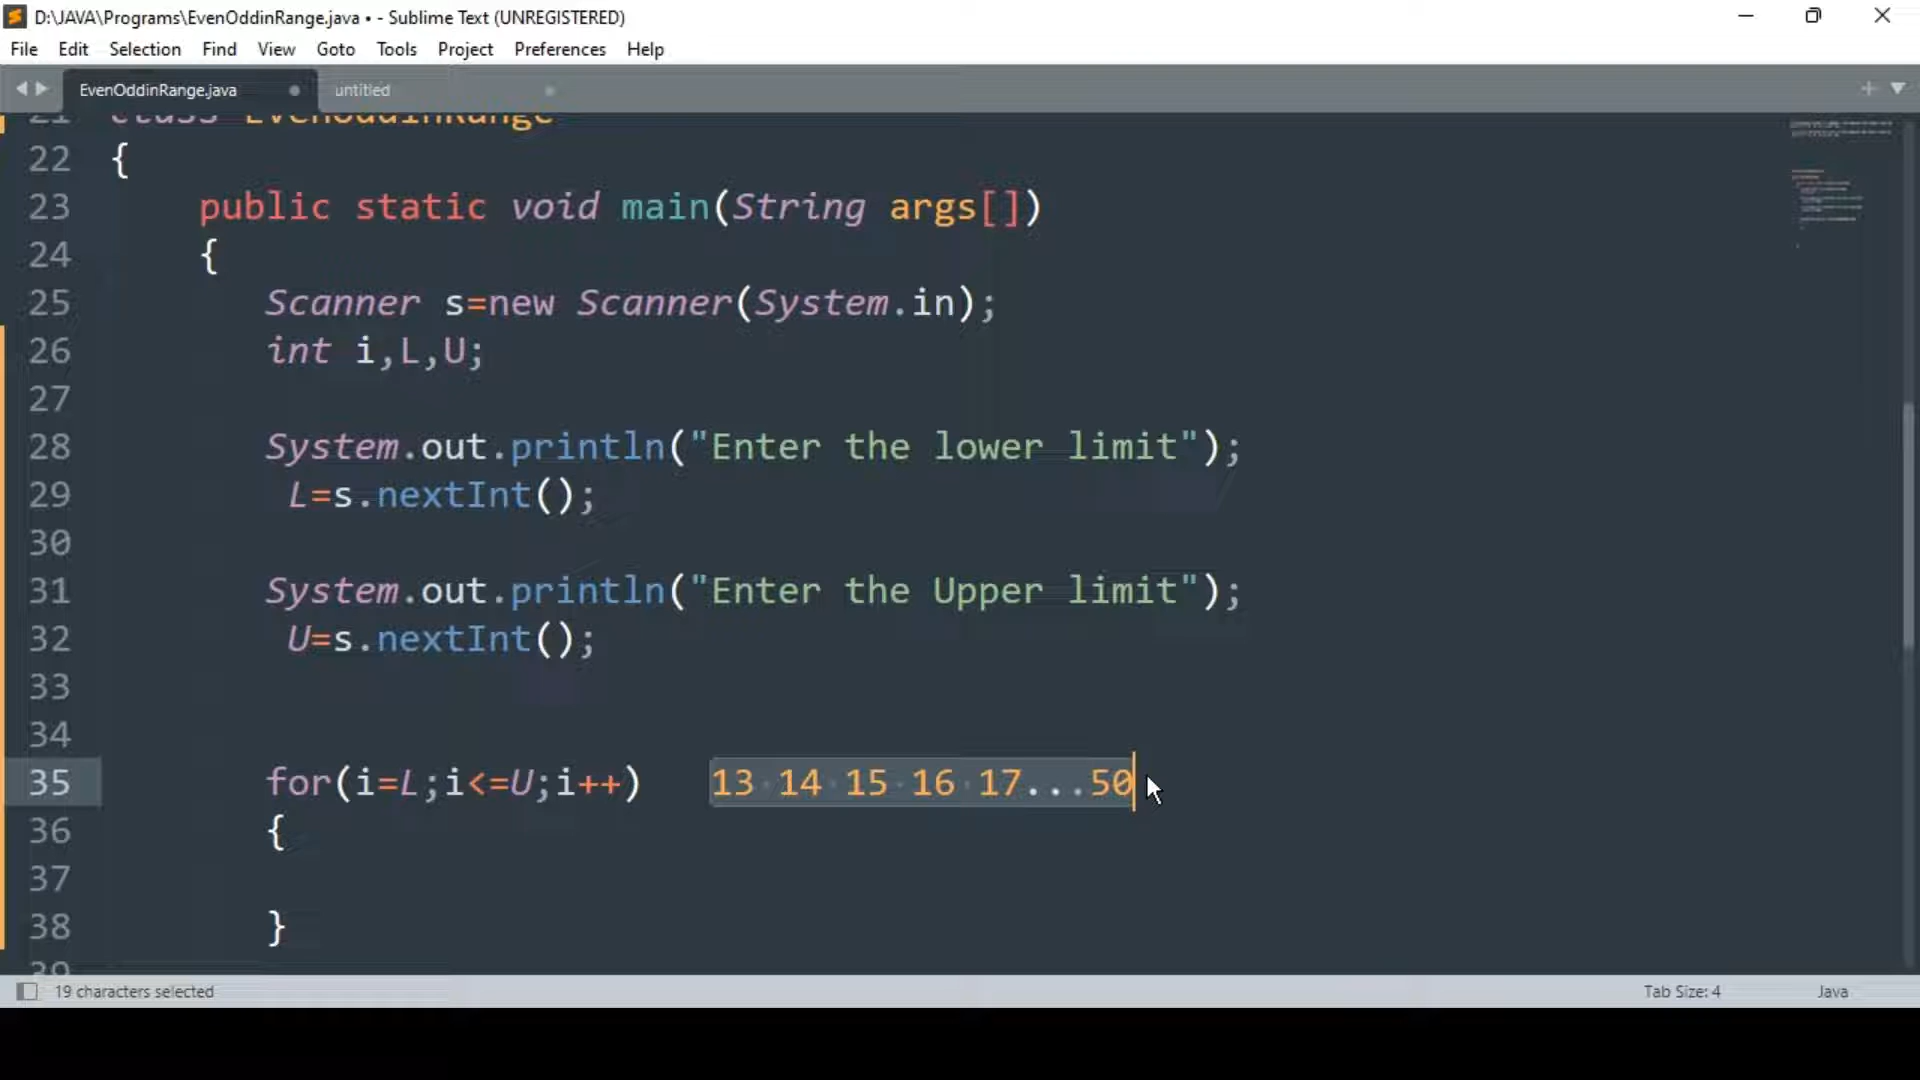 D:\JAVA\Programs\EvenOddinRange.java • - Sublime Text (UNREGISTERED)
File Edit Selection Find View Goto Tools Project Preferences Help
EvenOddinRange.java untitled
21 class EvenOddinRange
22 {
23 public static void main(String args[])
24 {
25 Scanner s=new Scanner(System.in);
26 int i,L,U;
27
28 System.out.println("Enter the lower limit");
29 L=s.nextInt();
30
31 System.out.println("Enter the Upper limit");
32 U=s.nextInt();
33
34
35 for(i=L;i<=U;i++) 13 14 15 16 17...50
36 {
37
38 }
39
19 characters selected Tab Size: 4 Java